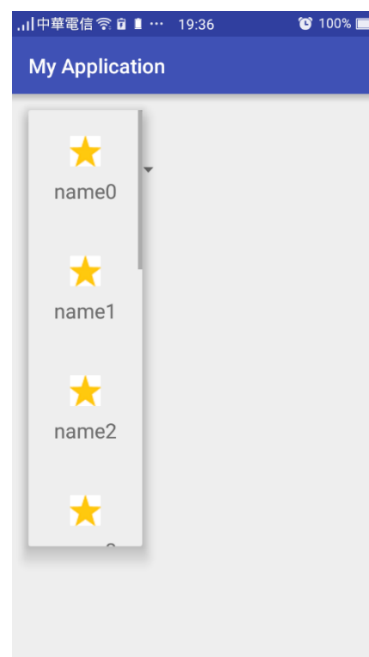 中華電信 19:36 100%
My Application
name0
name1
name2